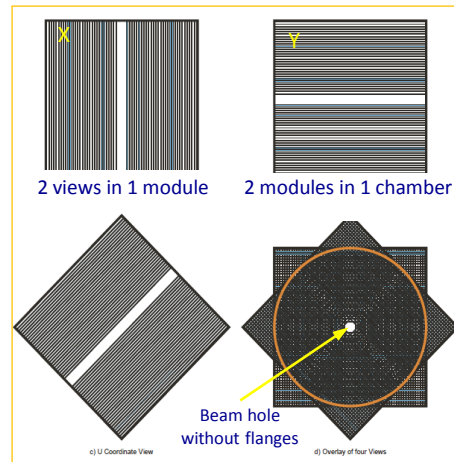 X
Y
2 views in 1 module
2 modules in 1 chamber
Beam hole
without flanges
c) U Coordinate View
d) Overlay of four Views